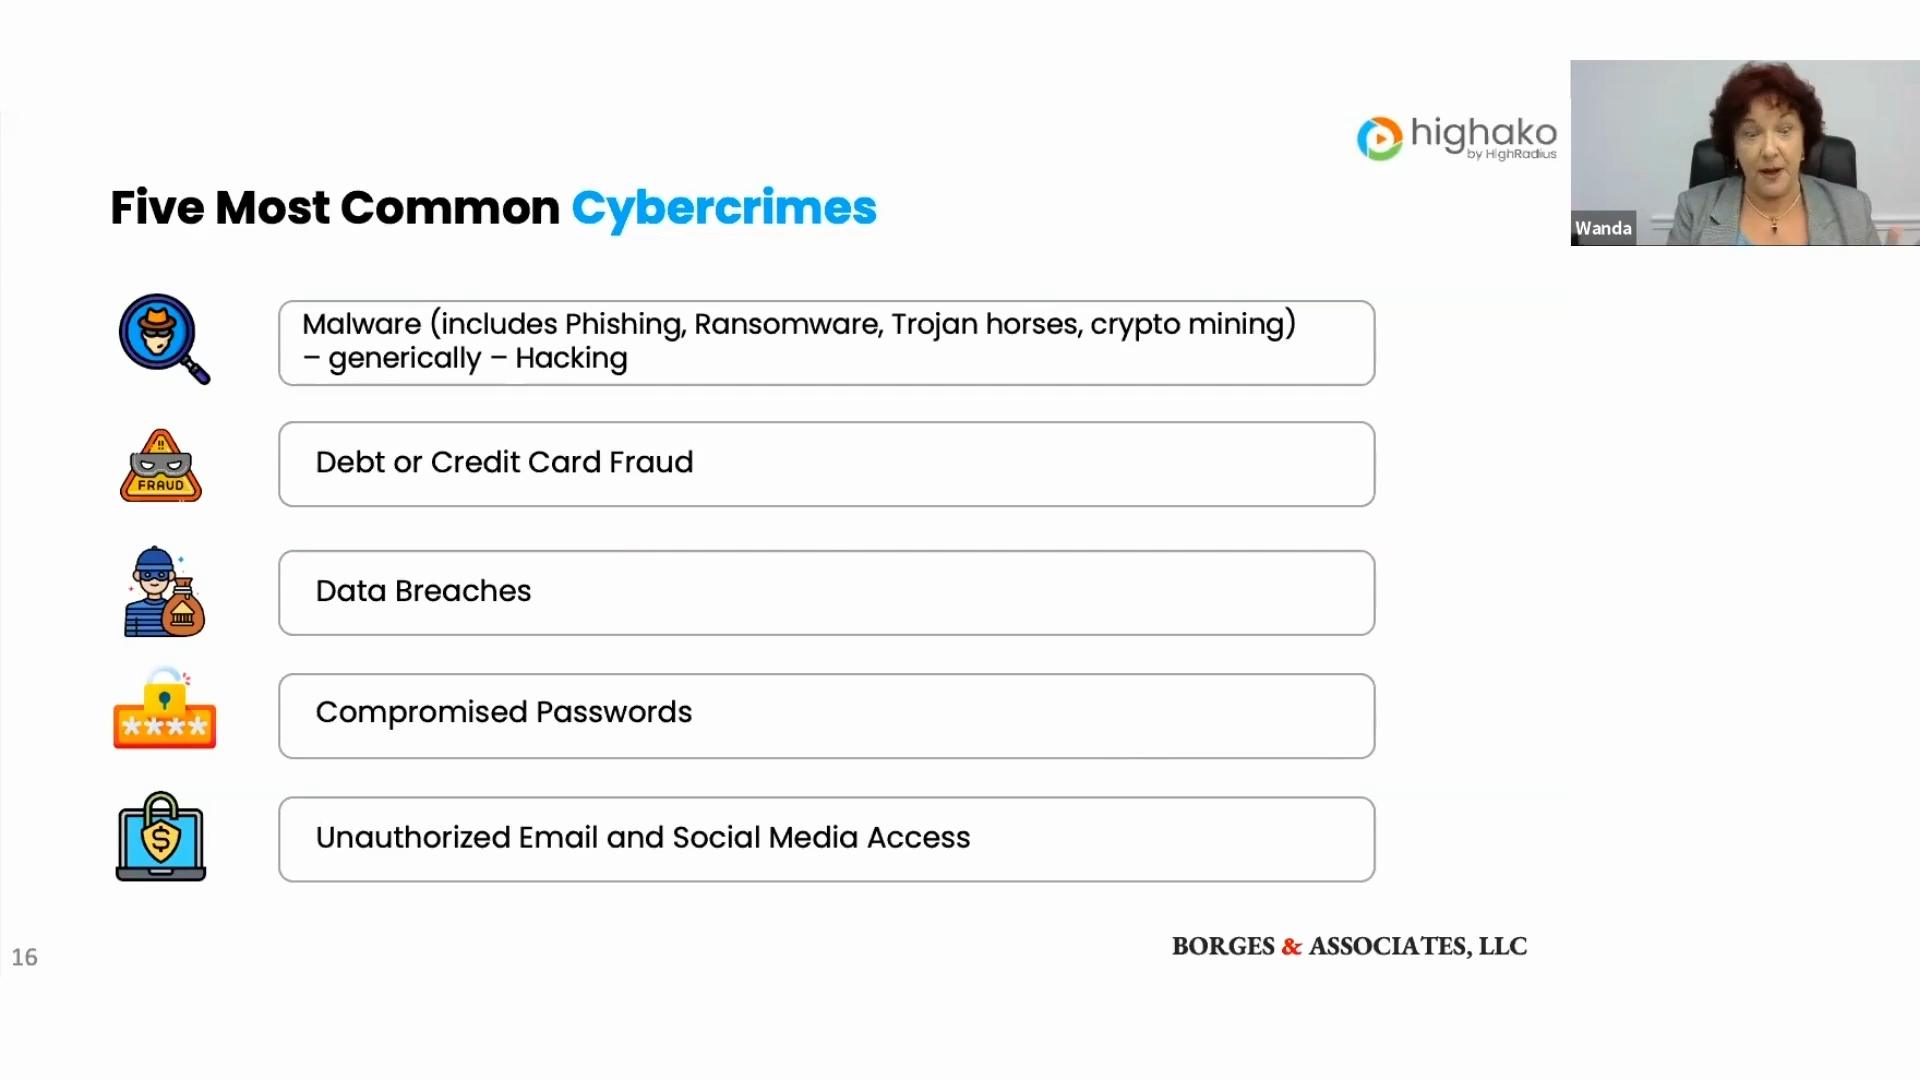 highako
by HighRadius
Wanda
Five Most Common Cybercrimes
Malware (includes Phishing, Ransomware, Trojan horses, crypto mining)
– generically – Hacking
FRAUD
Debt or Credit Card Fraud
Data Breaches
****
Compromised Passwords
$
Unauthorized Email and Social Media Access
BORGES & ASSOCIATES, LLC
16